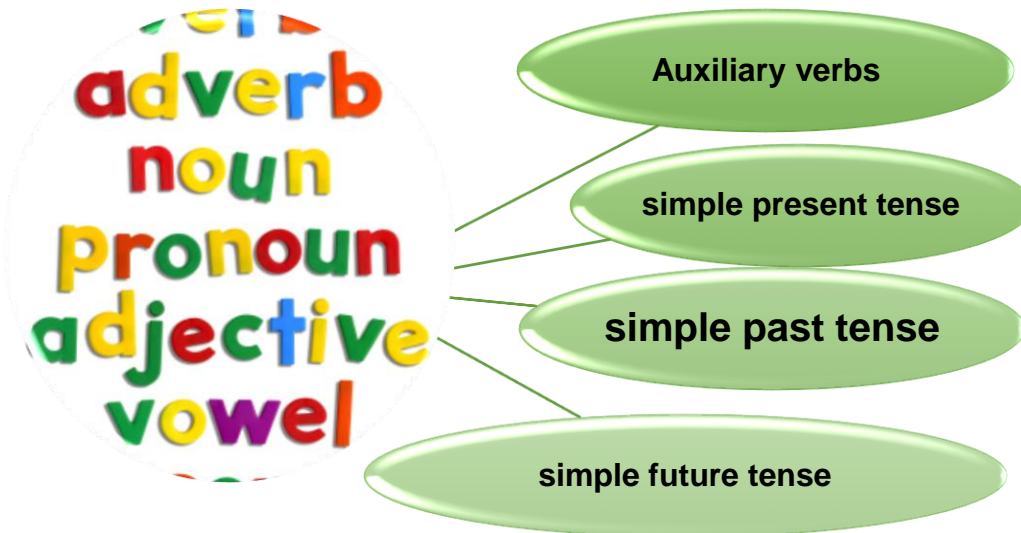 adverb
noun
pronoun
adjective
vowel
Auxiliary verbs
simple present tense
simple past tense
simple future tense